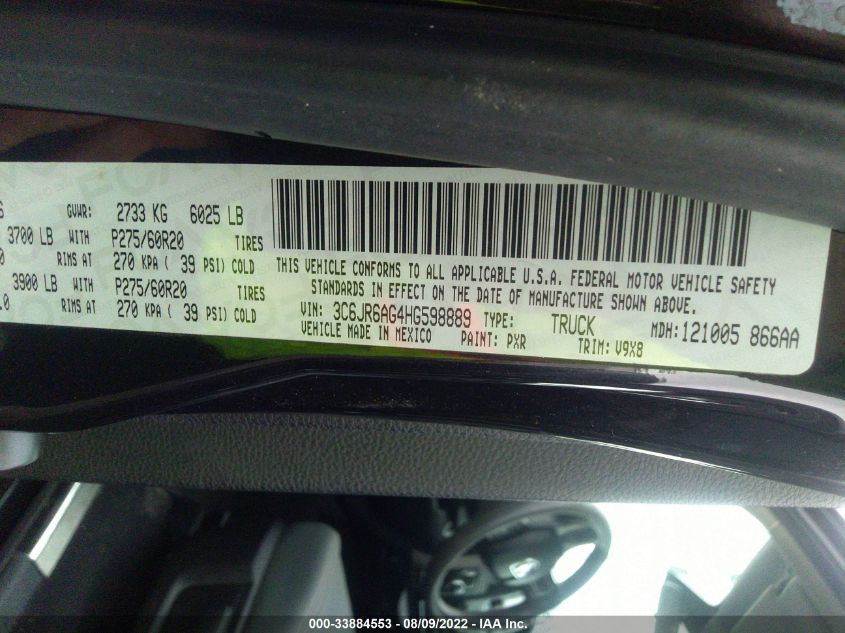 GVWR: 2733 KG 6025 LB
3700 LB WITH P275/60R20 TIRES
RIMS AT 270 KPA ( 39 PSI) COLD
3900 LB WITH P275/60R20 TIRES
RIMS AT 270 KPA ( 39 PSI) COLD
THIS VEHICLE CONFORMS TO ALL APPLICABLE U.S.A. FEDERAL MOTOR VEHICLE SAFETY
STANDARDS IN EFFECT ON THE DATE OF MANUFACTURE SHOWN ABOVE.
VIN: 3C6JR6AG4HG598889 TYPE: TRUCK MDH: 121005 866AA
VEHICLE MADE IN MEXICO PAINT: PXR TRIM: V9X8
000-33884553 - 08/09/2022 - IAA Inc.